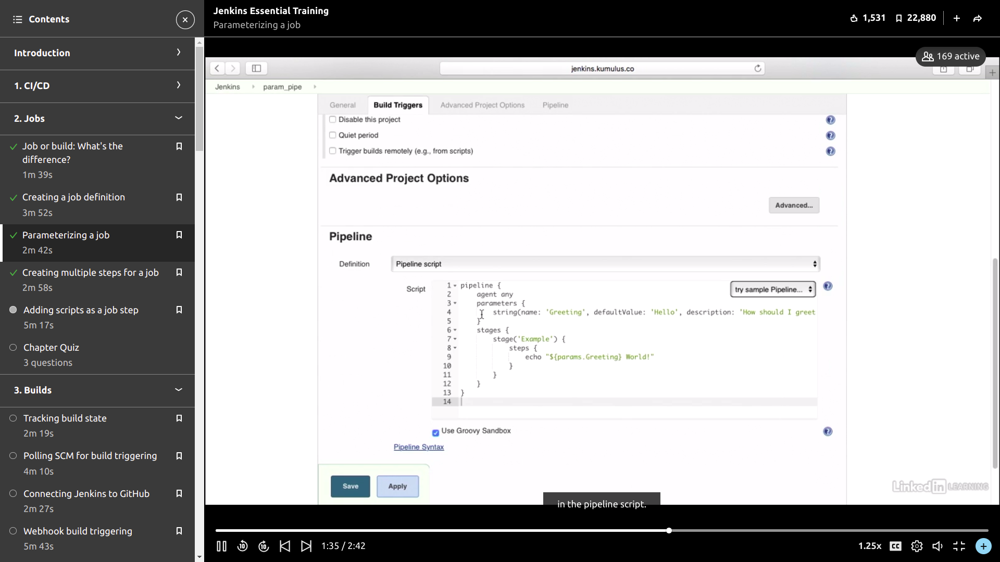 Contents
Jenkins Essential Training
Parameterizing a job
1,531
22,880
Introduction
1. CI/CD
2. Jobs
Job or build: What's the
difference?
1m 39s
Creating a job definition
3m 52s
Parameterizing a job
2m 42s
Creating multiple steps for a job
2m 58s
Adding scripts as a job step
5m 17s
Chapter Quiz
3 questions
3. Builds
Tracking build state
2m 19s
Polling SCM for build triggering
4m 10s
Connecting Jenkins to GitHub
2m 27s
Webhook build triggering
5m 43s
169 active
jenkins.kumulus.co
Jenkins param_pipe
General Build Triggers Advanced Project Options Pipeline
Disable this project
Quiet period
Trigger builds remotely (e.g., from scripts)
Advanced Project Options
Advanced...
Pipeline
Definition Pipeline script
Script
try sample Pipeline...
1 pipeline {
2 agent any
3 parameters {
4 string(name: 'Greeting', defaultValue: 'Hello', description: 'How should I greet
5 }
6 stages {
7 stage('Example') {
8 steps {
9 echo "${params.Greeting} World!"
10 }
11 }
12 }
13 }
14
Use Groovy Sandbox
Pipeline Syntax
Save Apply
LinkedIn LEARNING
in the pipeline script.
10 10 1:35 / 2:42
1.25x CC